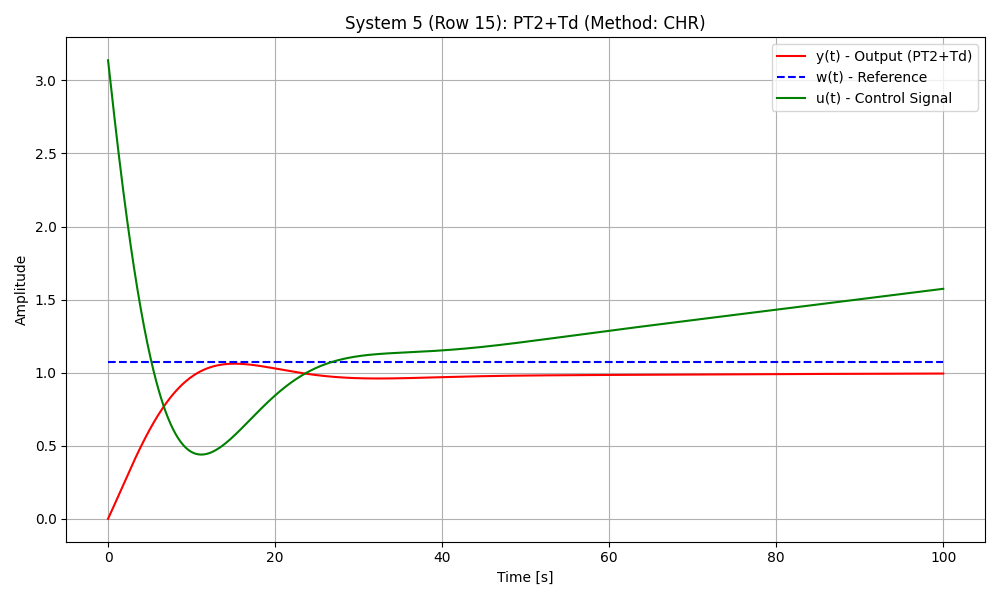 System 5 (Row 15): PT2+Td (Method: CHR)
y(t) - Output (PT2+Td)
w(t) - Reference
u(t) - Control Signal
Amplitude
3.0
2.5
2.0
1.5
1.0
0.5
0.0
0 20 40 60 80 100
Time [s]